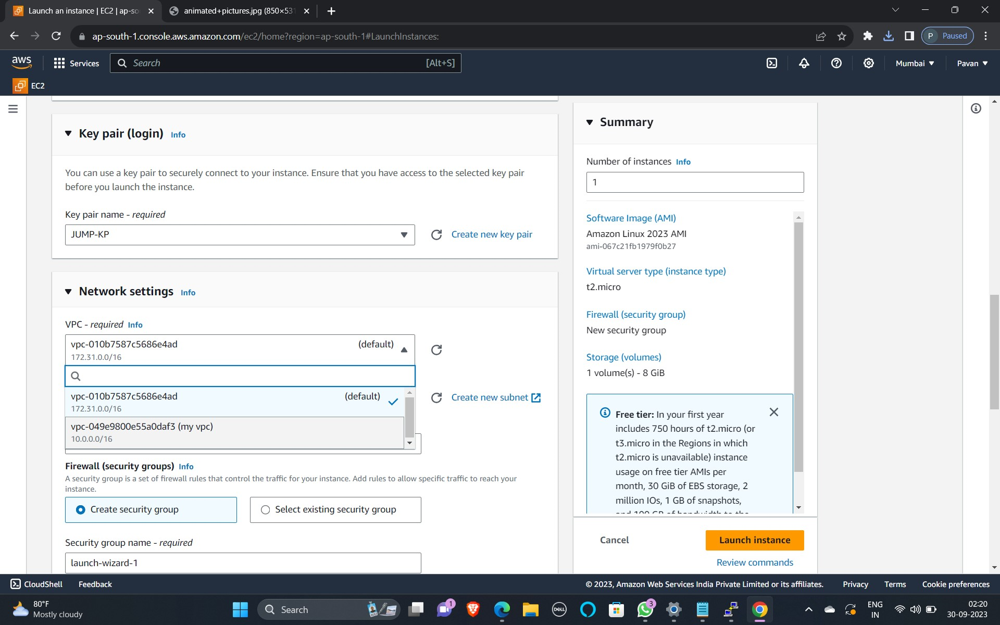 Launch an instance | EC2 | ap-so
animated+pictures.jpg (850×531
ap-south-1.console.aws.amazon.com/ec2/home?region=ap-south-1#LaunchInstances:
P Paused
aws
Services
Search
[Alt+S]
Mumbai
Pavan
EC2
Key pair (login) Info
You can use a key pair to securely connect to your instance. Ensure that you have access to the selected key pair
before you launch the instance.
Key pair name - required
JUMP-KP
Create new key pair
Network settings Info
VPC - required Info
vpc-010b7587c5686e4ad (default)
172.31.0.0/16
vpc-010b7587c5686e4ad (default)
172.31.0.0/16
Create new subnet
vpc-049e9800e55a0daf3 (my vpc)
10.0.0.0/16
Firewall (security groups) Info
A security group is a set of firewall rules that control the traffic for your instance. Add rules to allow specific traffic to reach your
instance.
Create security group
Select existing security group
Security group name - required
launch-wizard-1
Summary
Number of instances Info
1
Software Image (AMI)
Amazon Linux 2023 AMI
ami-067c21fb1979f0b27
Virtual server type (instance type)
t2.micro
Firewall (security group)
New security group
Storage (volumes)
1 volume(s) - 8 GiB
Free tier: In your first year
includes 750 hours of t2.micro (or
t3.micro in the Regions in which
t2.micro is unavailable) instance
usage on free tier AMIs per
month, 30 GiB of EBS storage, 2
million IOs, 1 GB of snapshots,
and 100 GB of bandwidth to the
Cancel
Launch instance
Review commands
CloudShell
Feedback
© 2023, Amazon Web Services India Private Limited or its affiliates.
Privacy
Terms
Cookie preferences
80°F
Mostly cloudy
Search
1
DELL
3
ENG
IN
02:20
30-09-2023